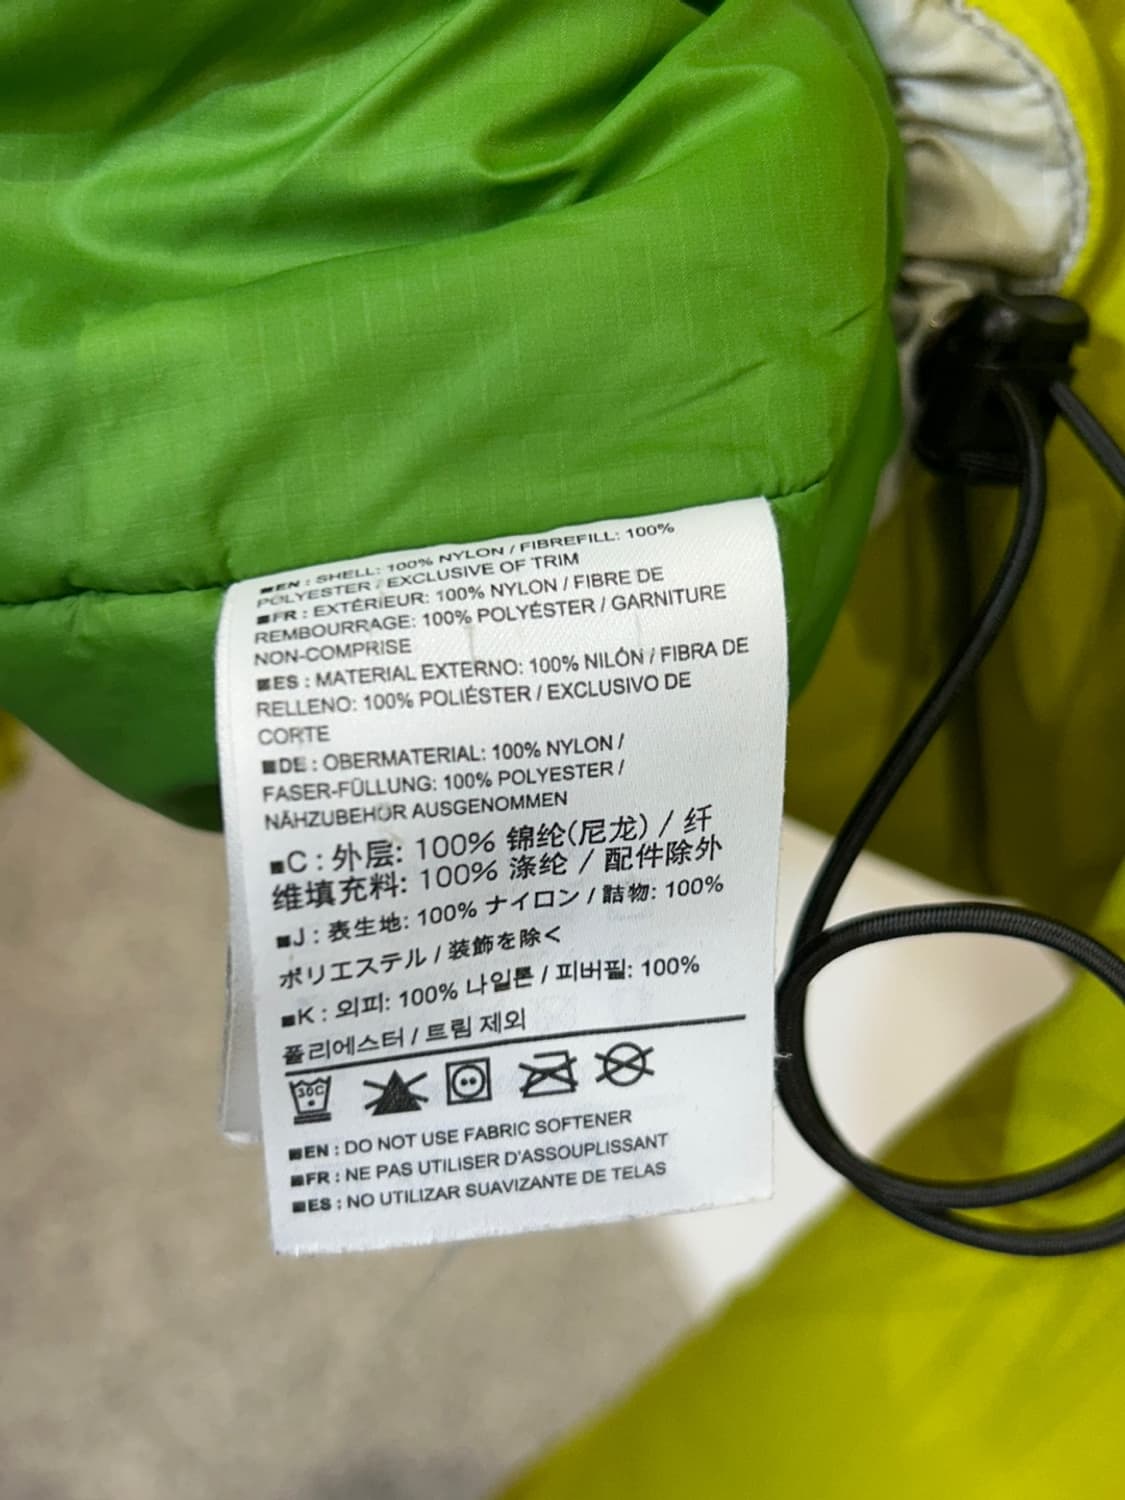 ■EN : SHELL: 100% NYLON / FIBREFILL: 100%
POLYESTER / EXCLUSIVE OF TRIM
■FR : EXTÉRIEUR: 100% NYLON / FIBRE DE
REMBOURRAGE: 100% POLYÉSTER / GARNITURE
NON-COMPRISE
■ES : MATERIAL EXTERNO: 100% NILÓN / FIBRA DE
RELLENO: 100% POLIÉSTER / EXCLUSIVO DE
CORTE
■DE : OBERMATERIAL: 100% NYLON /
FASER-FÜLLUNG: 100% POLYESTER /
NÄHZUBEHÖR AUSGENOMMEN
■C : 外层: 100% 锦纶(尼龙) / 纤
维填充料: 100% 涤纶 / 配件除外
■J : 表生地: 100% ナイロン / 詰物: 100%
ポリエステル / 装飾を除く
■K : 외피: 100% 나일론 / 피버필: 100%
폴리에스터 / 트림 제외
30C
■EN : DO NOT USE FABRIC SOFTENER
■FR : NE PAS UTILISER D'ASSOUPLISSANT
■ES : NO UTILIZAR SUAVIZANTE DE TELAS